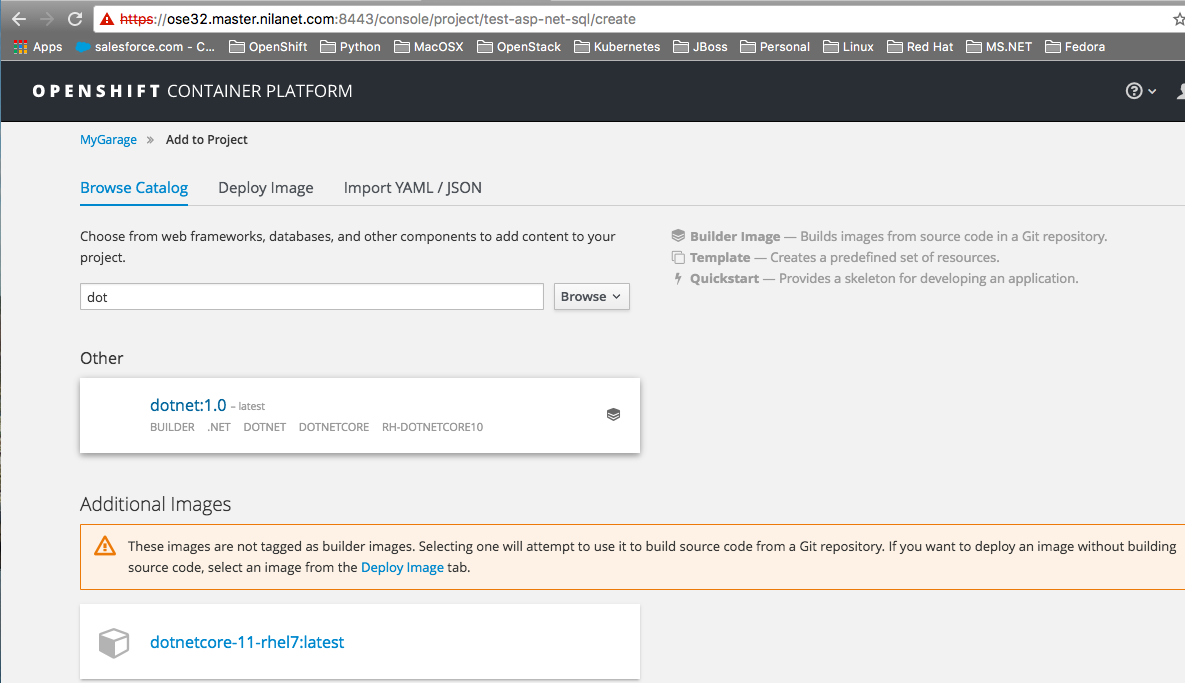 https://ose32.master.nilanet.com:8443/console/project/test-asp-net-sql/create
Apps salesforce.com - C... OpenShift Python MacOSX OpenStack Kubernetes JBoss Personal Linux Red Hat MS.NET Fedora
OPENSHIFT CONTAINER PLATFORM
MyGarage » Add to Project
Browse Catalog Deploy Image Import YAML / JSON
Choose from web frameworks, databases, and other components to add content to your
project.
Builder Image — Builds images from source code in a Git repository.
Template — Creates a predefined set of resources.
Quickstart — Provides a skeleton for developing an application.
dot Browse
Other
dotnet:1.0 – latest
BUILDER .NET DOTNET DOTNETCORE RH-DOTNETCORE10
Additional Images
These images are not tagged as builder images. Selecting one will attempt to use it to build source code from a Git repository. If you want to deploy an image without building
source code, select an image from the Deploy Image tab.
dotnetcore-11-rhel7:latest